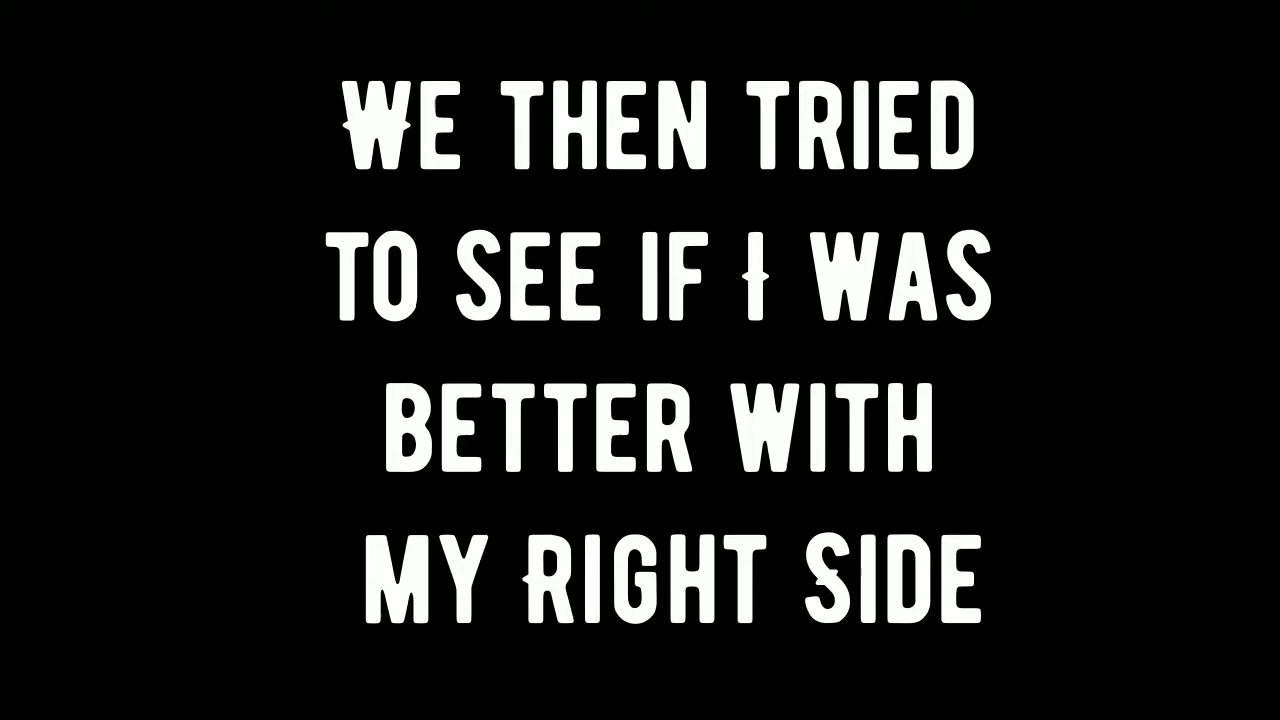 WE THEN TRIED
TO SEE IF I WAS
BETTER WITH
MY RIGHT SIDE